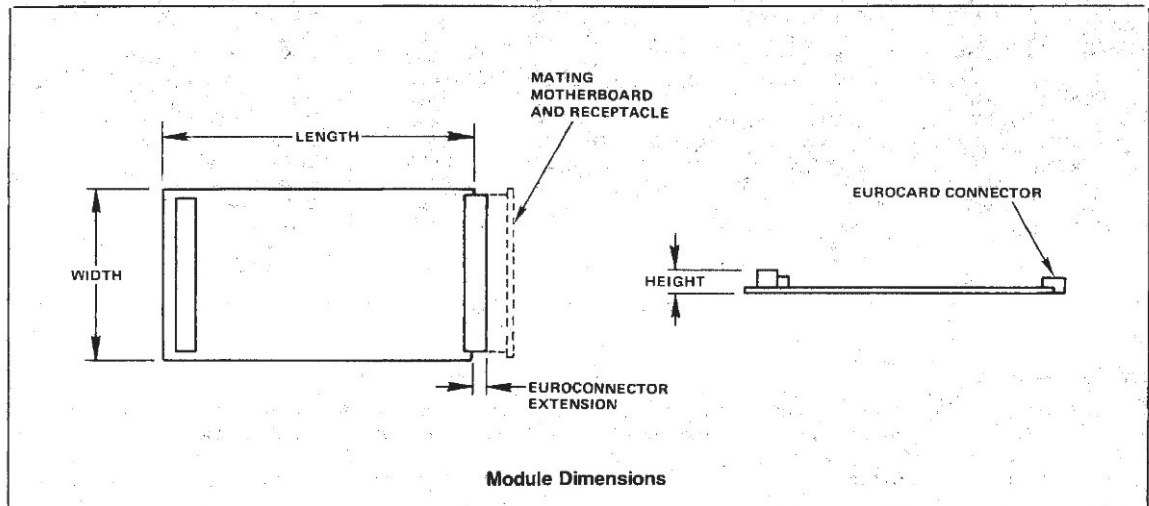 MATING
MOTHERBOARD
AND RECEPTACLE
LENGTH
EUROCARD CONNECTOR
WIDTH
HEIGHT
EUROCONNECTOR
EXTENSION
Module Dimensions